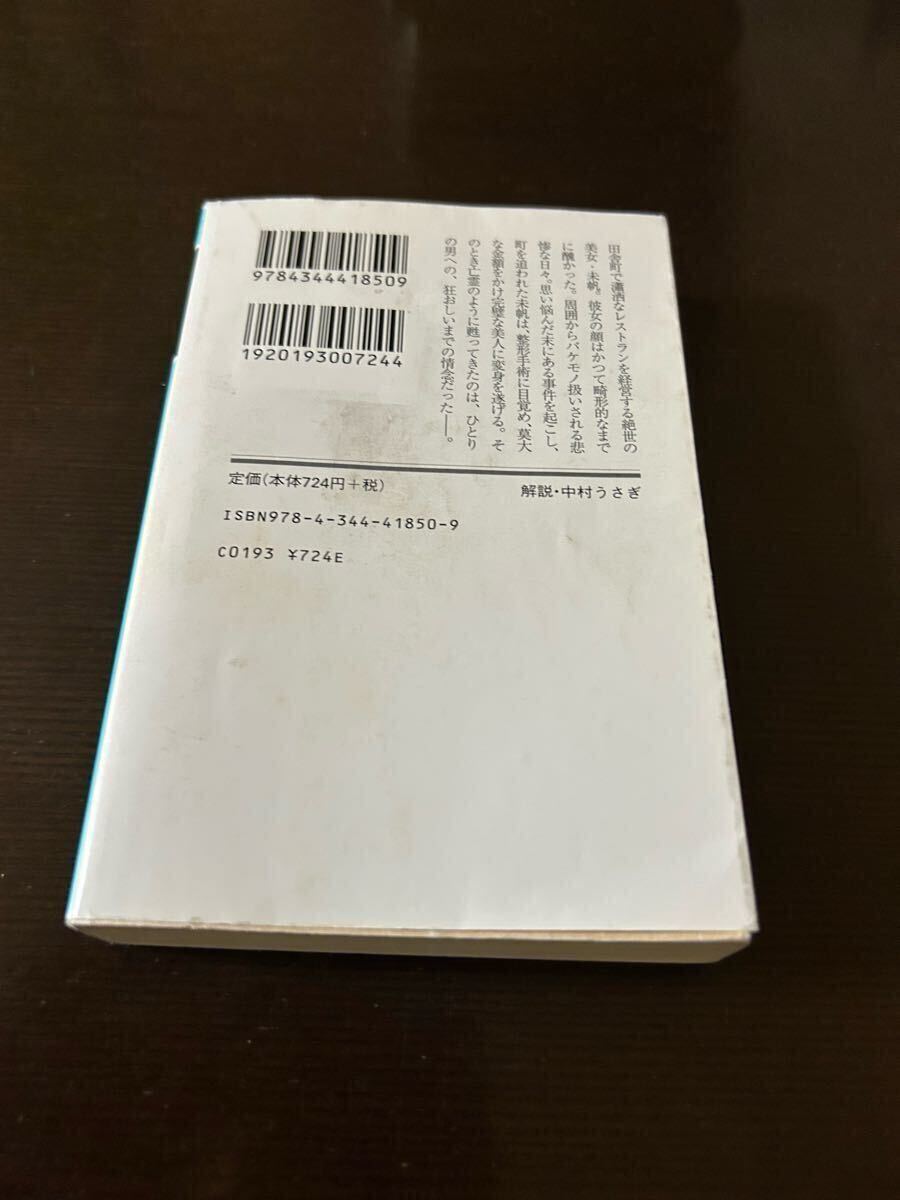 9784344418509
1920193007244
田舎町で瀟洒なレストランを経営する絶世の
美女・未帆。彼女の顔はかつて畸形的なまで
に醜かった。周囲からバケモノ扱いされる悲
惨な日々。思い悩んだ末にある事件を起こし、
町を追われた未帆は、整形手術に目覚め、莫大
な金額をかけ完璧な美人に変身を遂げる。そ
のとき亡霊のように甦ってきたのは、ひとり
の男への、狂おしいまでの情念だった――。
定価(本体724円+税)
解説・中村うさぎ
ISBN978-4-344-41850-9
C0193 ¥724E